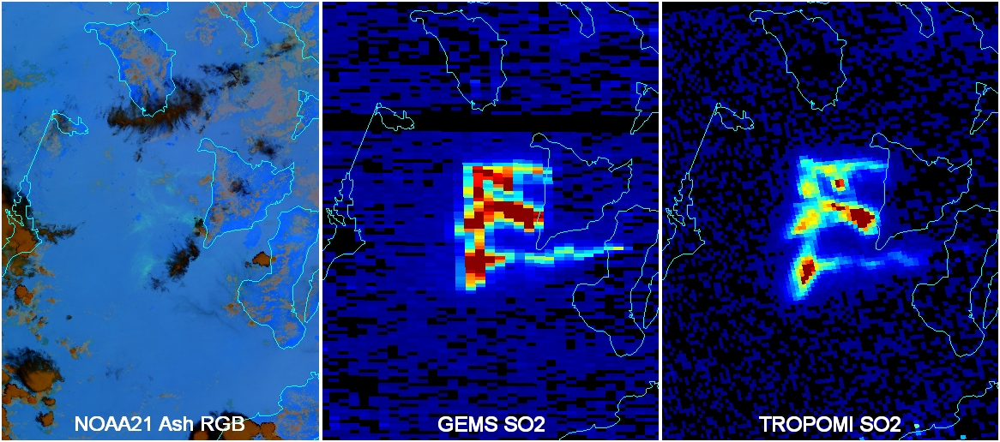 NOAA21 Ash RGB
GEMS SO2
TROPOMI SO2